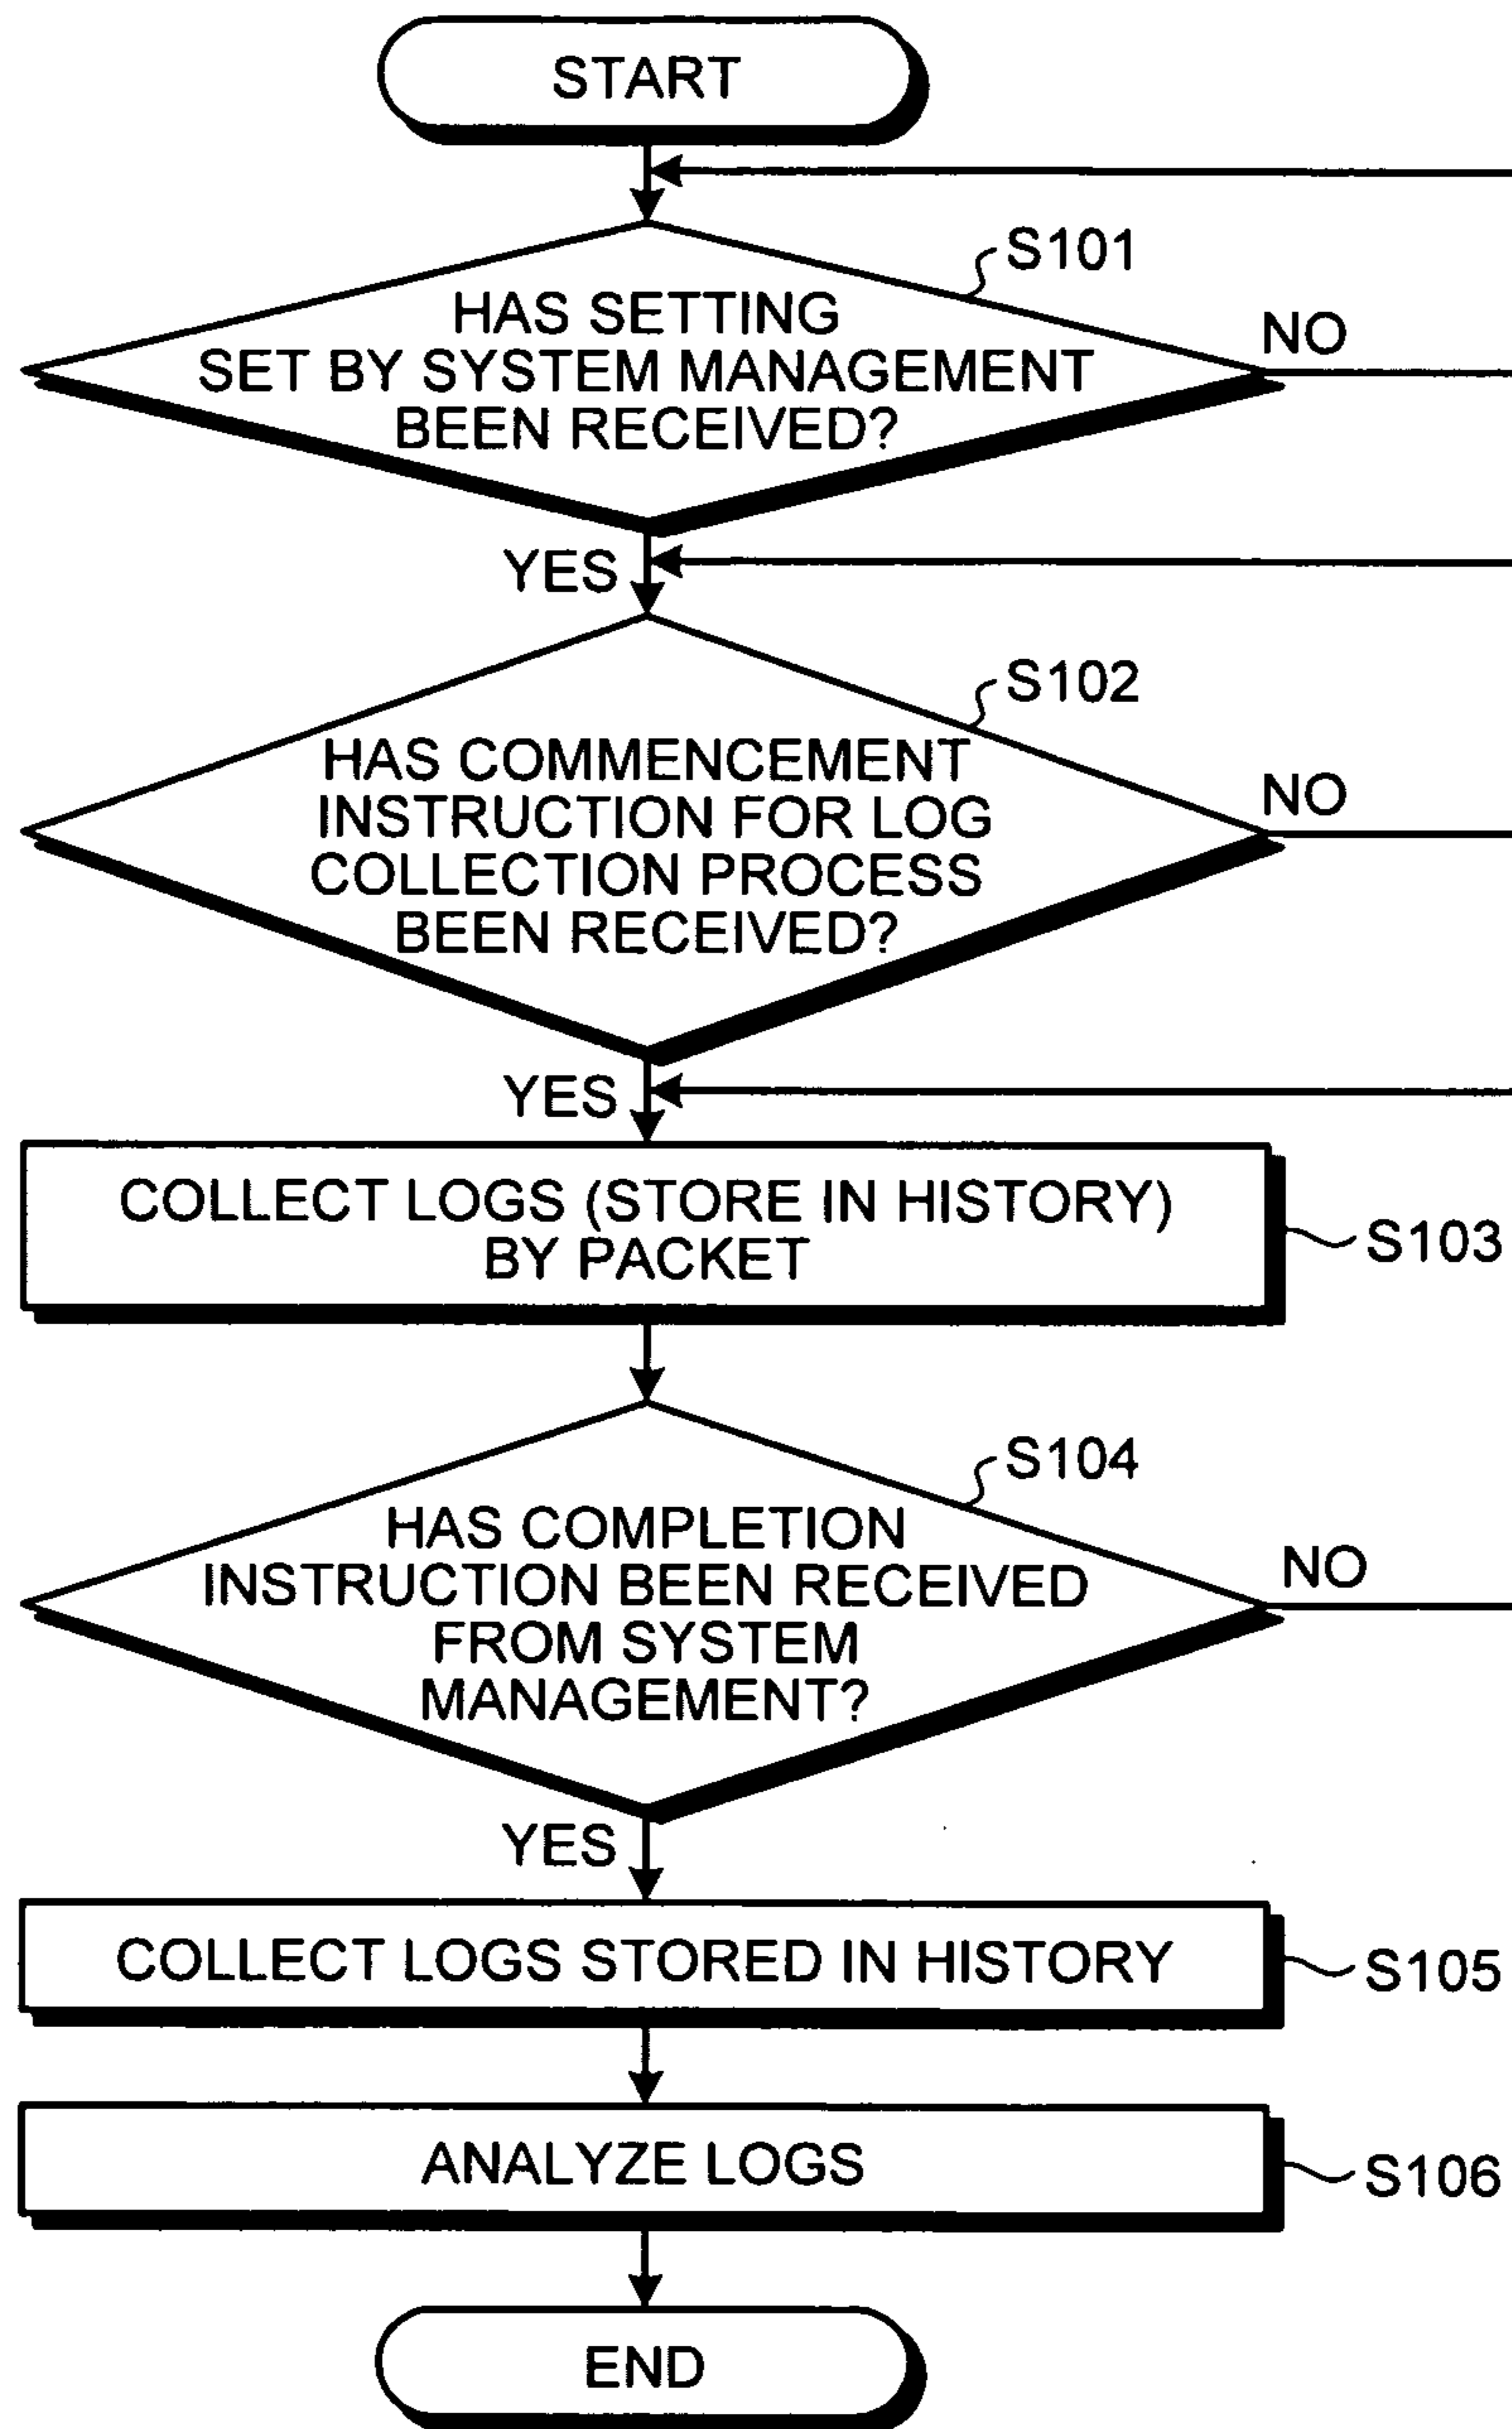 START
S101
HAS SETTING
SET BY SYSTEM MANAGEMENT
BEEN RECEIVED?
NO
YES
S102
HAS COMMENCEMENT
INSTRUCTION FOR LOG
COLLECTION PROCESS
BEEN RECEIVED?
NO
YES
COLLECT LOGS (STORE IN HISTORY)
BY PACKET
S103
S104
HAS COMPLETION
INSTRUCTION BEEN RECEIVED
FROM SYSTEM
MANAGEMENT?
NO
YES
COLLECT LOGS STORED IN HISTORY
S105
ANALYZE LOGS
S106
END